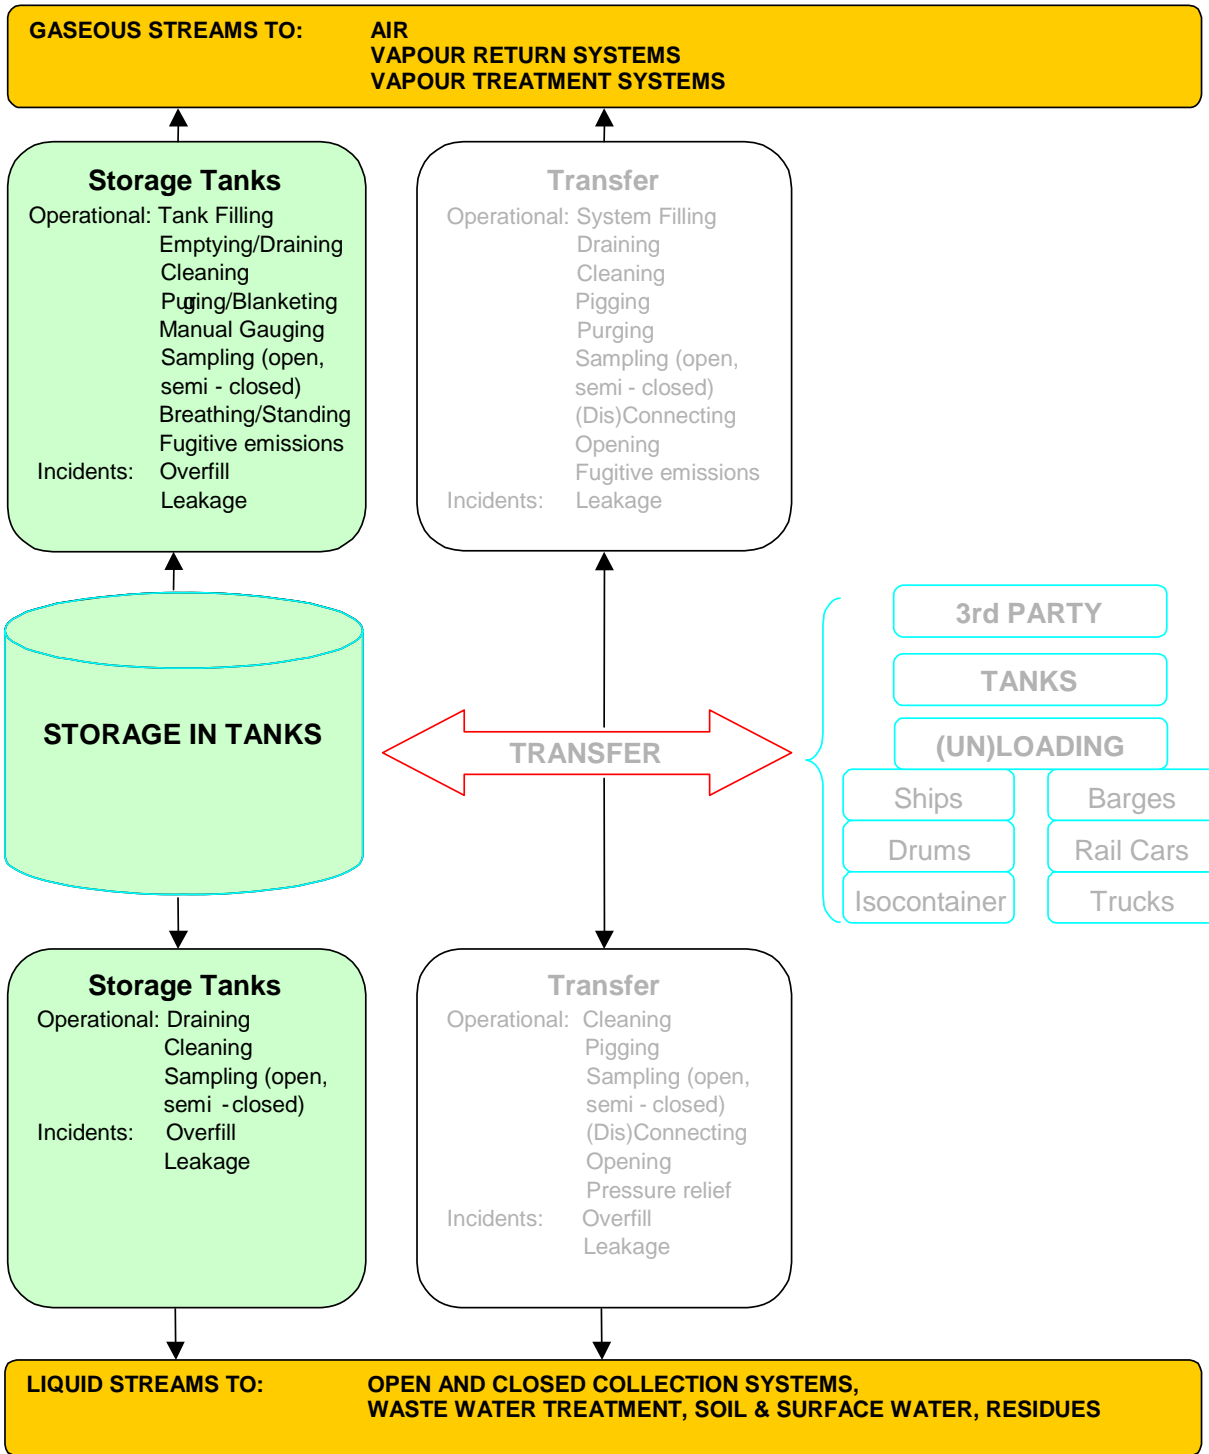 GASEOUS STREAMS TO: AIR
VAPOUR RETURN SYSTEMS
VAPOUR TREATMENT SYSTEMS
Storage Tanks
Operational: Tank Filling
Emptying/Draining
Cleaning
Purging/Blanketing
Manual Gauging
Sampling (open,
semi - closed)
Breathing/Standing
Fugitive emissions
Incidents: Overfill
Leakage
Transfer
Operational: System Filling
Draining
Cleaning
Pigging
Purging
Sampling (open,
semi - closed)
(Dis)Connecting
Opening
Fugitive emissions
Incidents: Leakage
STORAGE IN TANKS
TRANSFER
3rd PARTY
TANKS
(UN)LOADING
Ships Barges
Drums Rail Cars
Isocontainer Trucks
Storage Tanks
Operational: Draining
Cleaning
Sampling (open,
semi - closed)
Incidents: Overfill
Leakage
Transfer
Operational: Cleaning
Pigging
Sampling (open,
semi - closed)
(Dis)Connecting
Opening
Pressure relief
Incidents: Overfill
Leakage
LIQUID STREAMS TO: OPEN AND CLOSED COLLECTION SYSTEMS,
WASTE WATER TREATMENT, SOIL & SURFACE WATER, RESIDUES